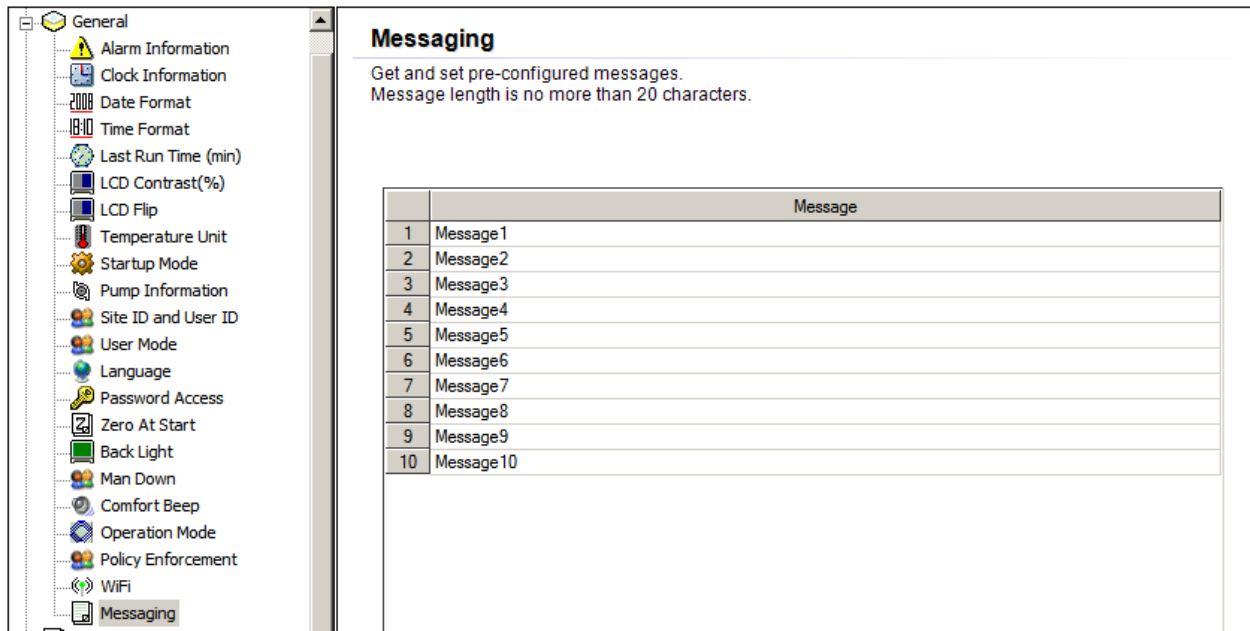 General
Alarm Information
Clock Information
Date Format
Time Format
Last Run Time (min)
LCD Contrast(%)
LCD Flip
Temperature Unit
Startup Mode
Pump Information
Site ID and User ID
User Mode
Language
Password Access
Zero At Start
Back Light
Man Down
Comfort Beep
Operation Mode
Policy Enforcement
WiFi
Messaging
Messaging
Get and set pre-configured messages.
Message length is no more than 20 characters.
Message
1 Message1
2 Message2
3 Message3
4 Message4
5 Message5
6 Message6
7 Message7
8 Message8
9 Message9
10 Message10